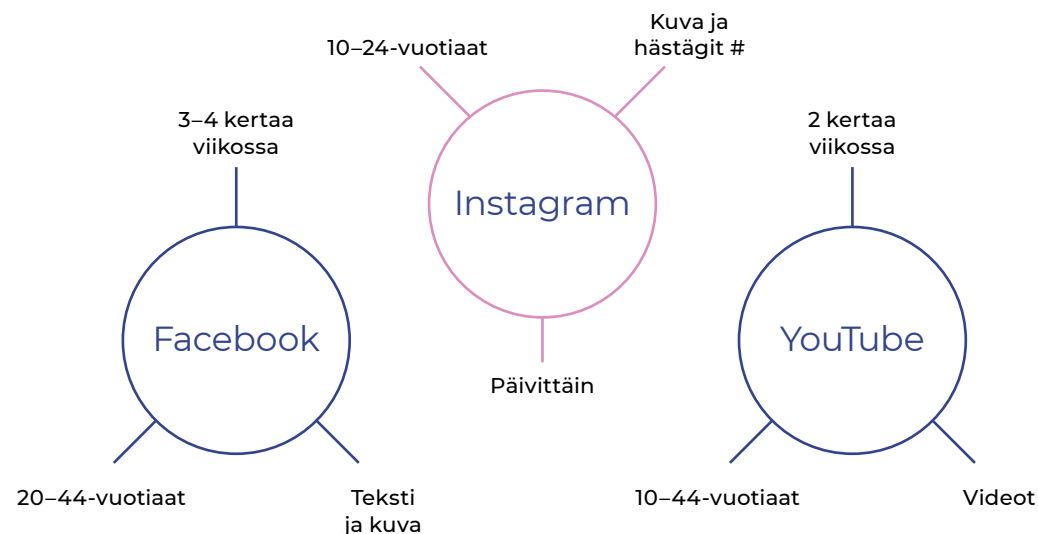 3–4 kertaa
viikossa
Facebook
20–44-vuotiaat
Teksti
ja kuva
10–24-vuotiaat
Kuva ja
hästägit #
Instagram
Päivittäin
2 kertaa
viikossa
YouTube
10–44-vuotiaat
Videot